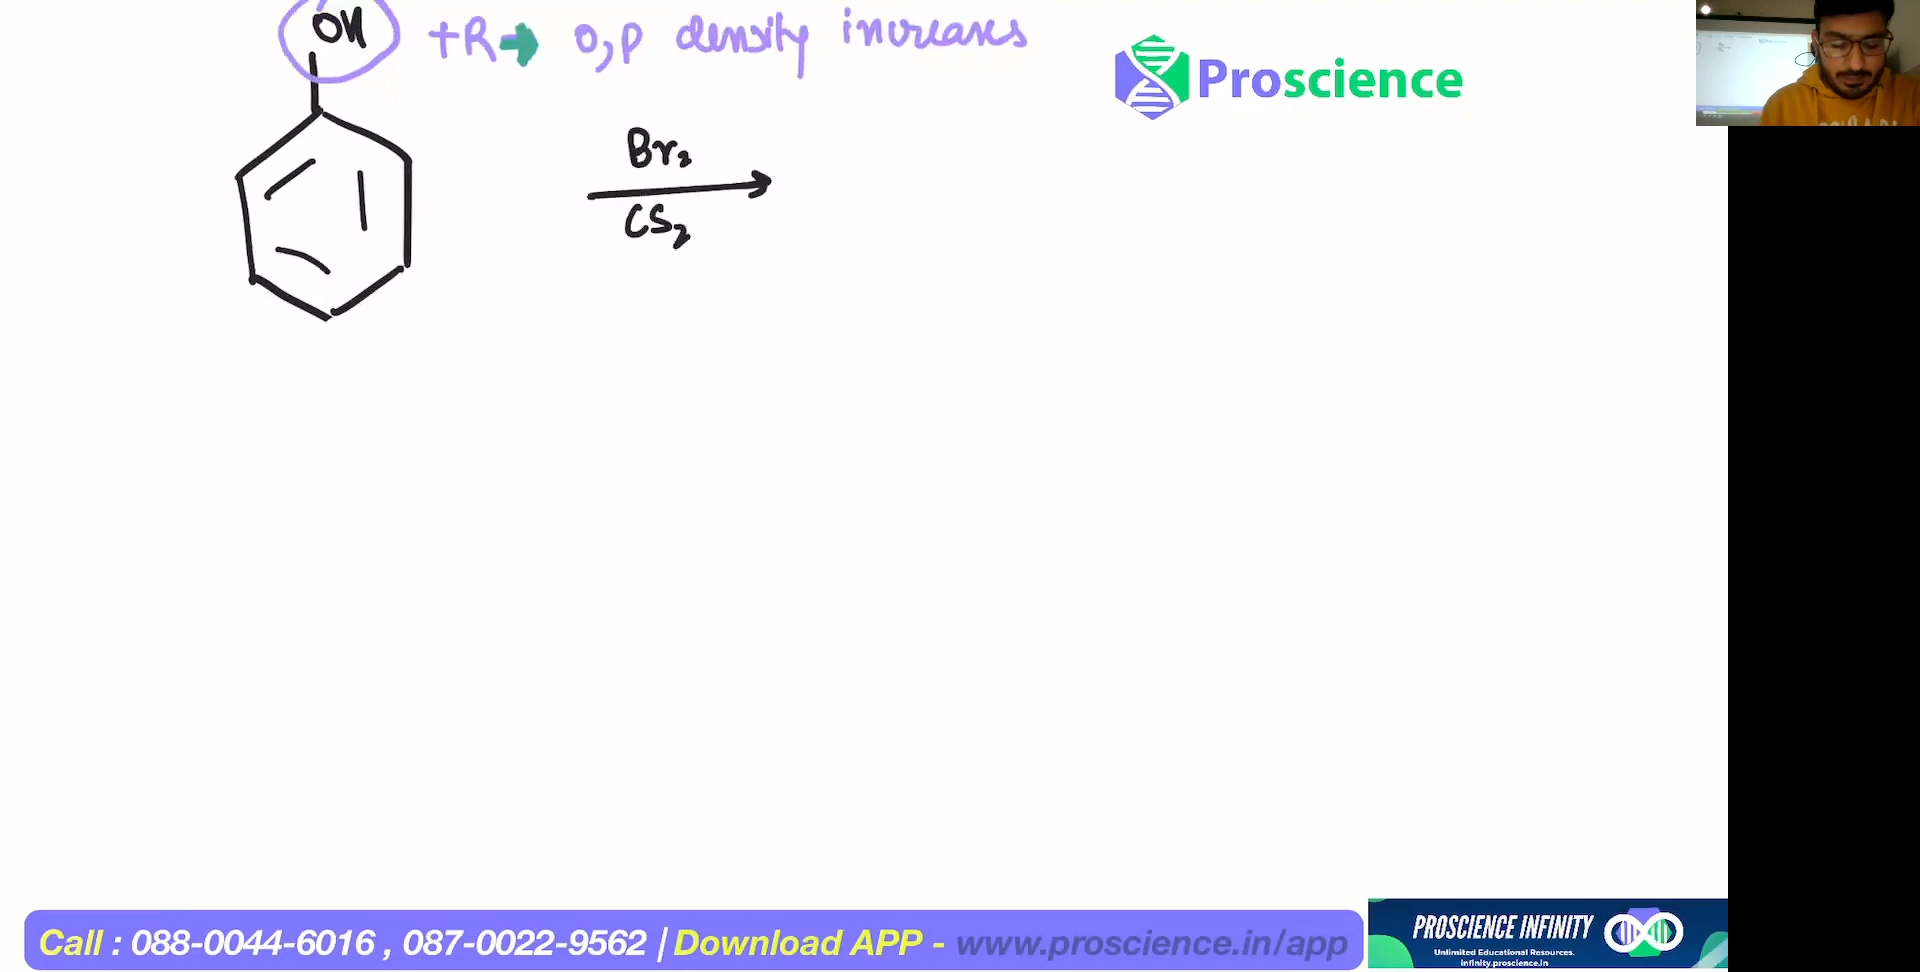 OH +R→ o,p density increases
Proscience
Br₂
CS₂
Call : 088-0044-6016 , 087-0022-9562 | Download APP - www.proscience.in/app
PROSCIENCE INFINITY
Unlimited Educational Resources.
infinity.proscience.in